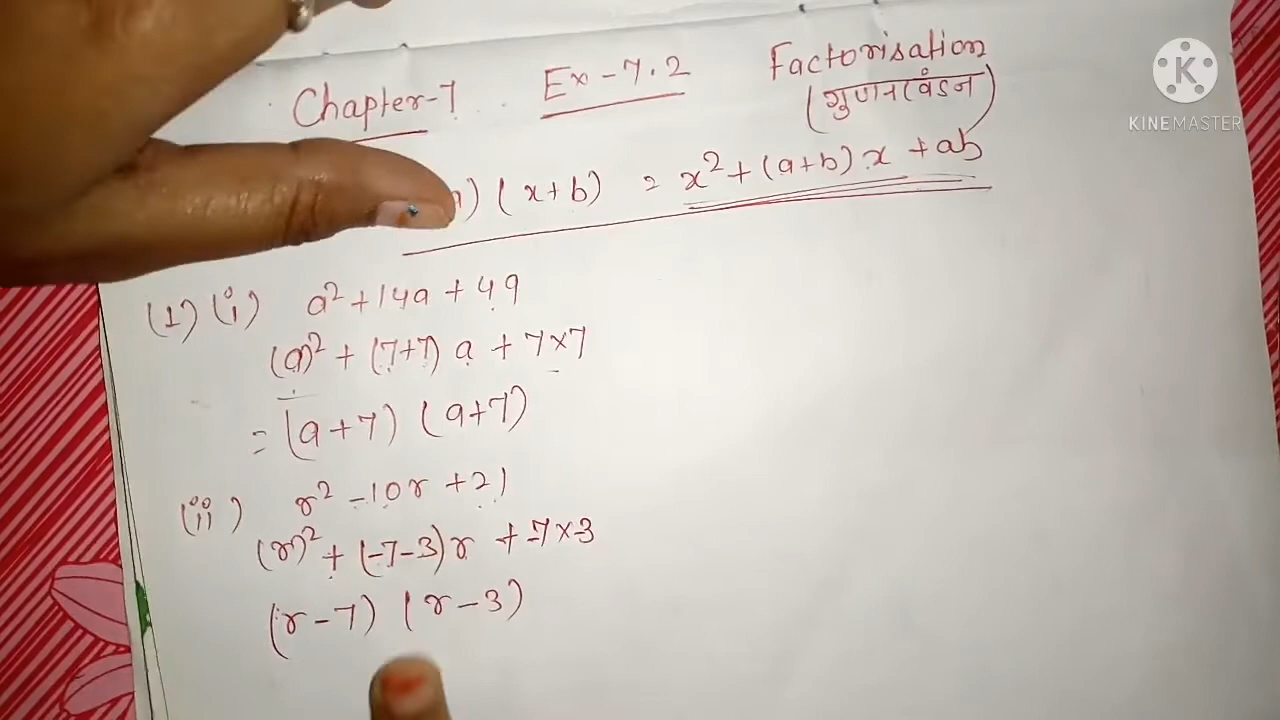 Chapter-7 Ex-7.2 Factorisation
(गुणनखंडन)
) (x+b) = x²+(a+b)x+ab
(1) (i) a²+14a+49
(a)²+(7+7)a+7×7
=(a+7) (a+7)
(ii) r²-10r+21
(r)²+(-7-3)r+-7×-3
(r-7) (r-3)
KINEMASTER